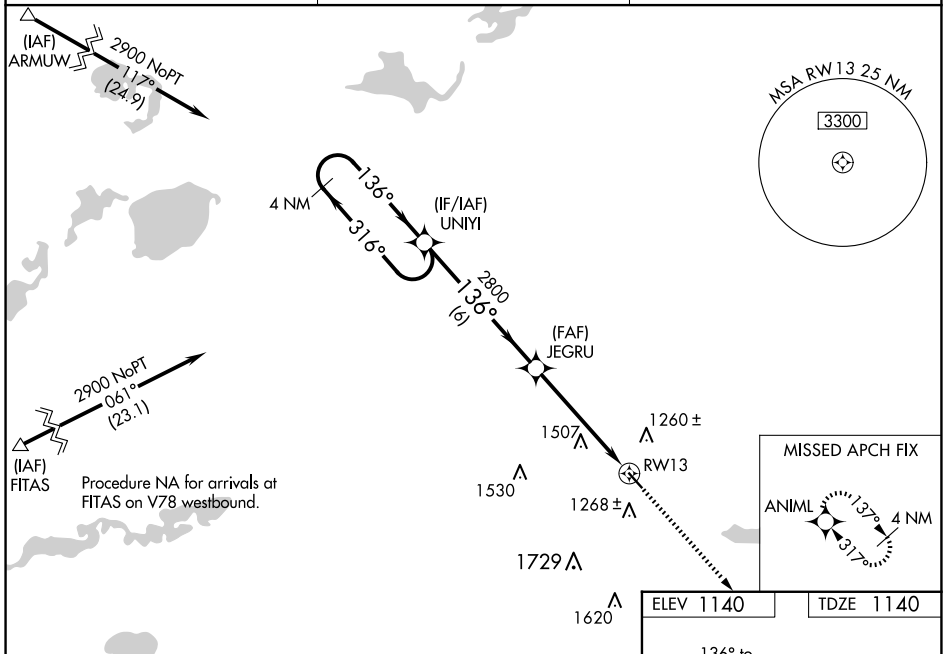 (IAF)
ARMUW
2900 NoPT
117°
(24.9)
MSA RW13 25 NM
3300
4 NM
136°
316°
(IF/IAF)
UNIYI
2800
136°
(6)
(FAF)
JEGRU
2900 NoPT
061°
(23.1)
(IAF)
FITAS
Procedure NA for arrivals at
FITAS on V78 westbound.
1507
1260 ±
RW13
1530
1268 ±
1729
1620
MISSED APCH FIX
ANIML
137°
4 NM
317°
ELEV 1140
TDZE 1140
136° to